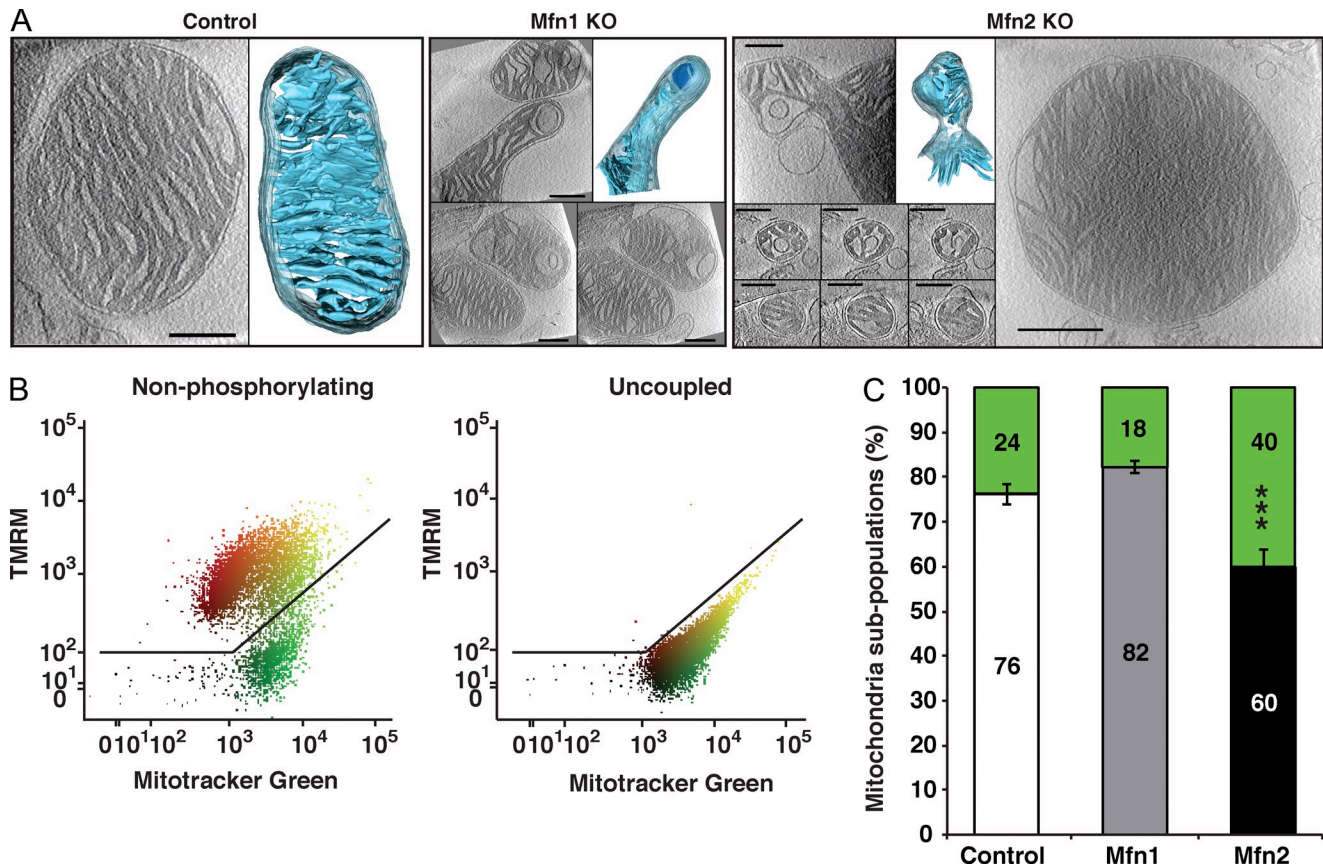 A
Control
Mfn1 KO
Mfn2 KO
B
Non-phosphorylating
10⁵
10⁴
10³
10²
10¹
0
TMRM
0 10¹ 10² 10³ 10⁴ 10⁵
Mitotracker Green
Uncoupled
10⁵
10⁴
10³
10²
10¹
0
TMRM
0 10¹ 10² 10³ 10⁴ 10⁵
Mitotracker Green
C
Mitochondria sub-populations (%)
100
90
80
70
60
50
40
30
20
10
0
24
76
18
82
40
***
60
Control
Mfn1
Mfn2